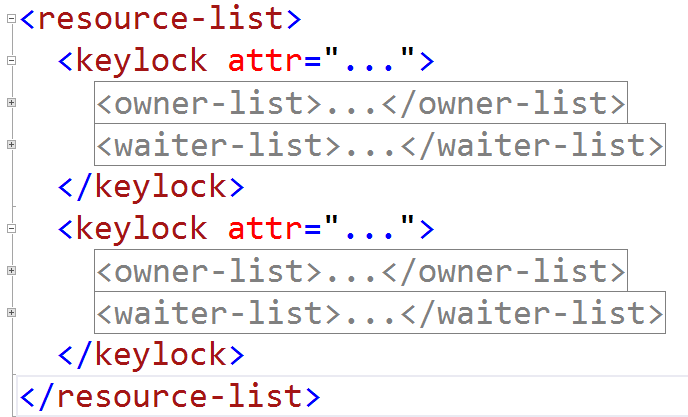 <resource-list>
<keylock attr="...">
<owner-list>...</owner-list>
<waiter-list>...</waiter-list>
</keylock>
<keylock attr="...">
<owner-list>...</owner-list>
<waiter-list>...</waiter-list>
</keylock>
</resource-list>